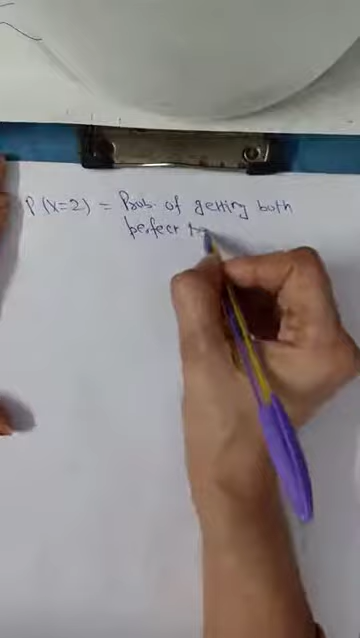 P(X=2) = Prob. of getting both
perfect